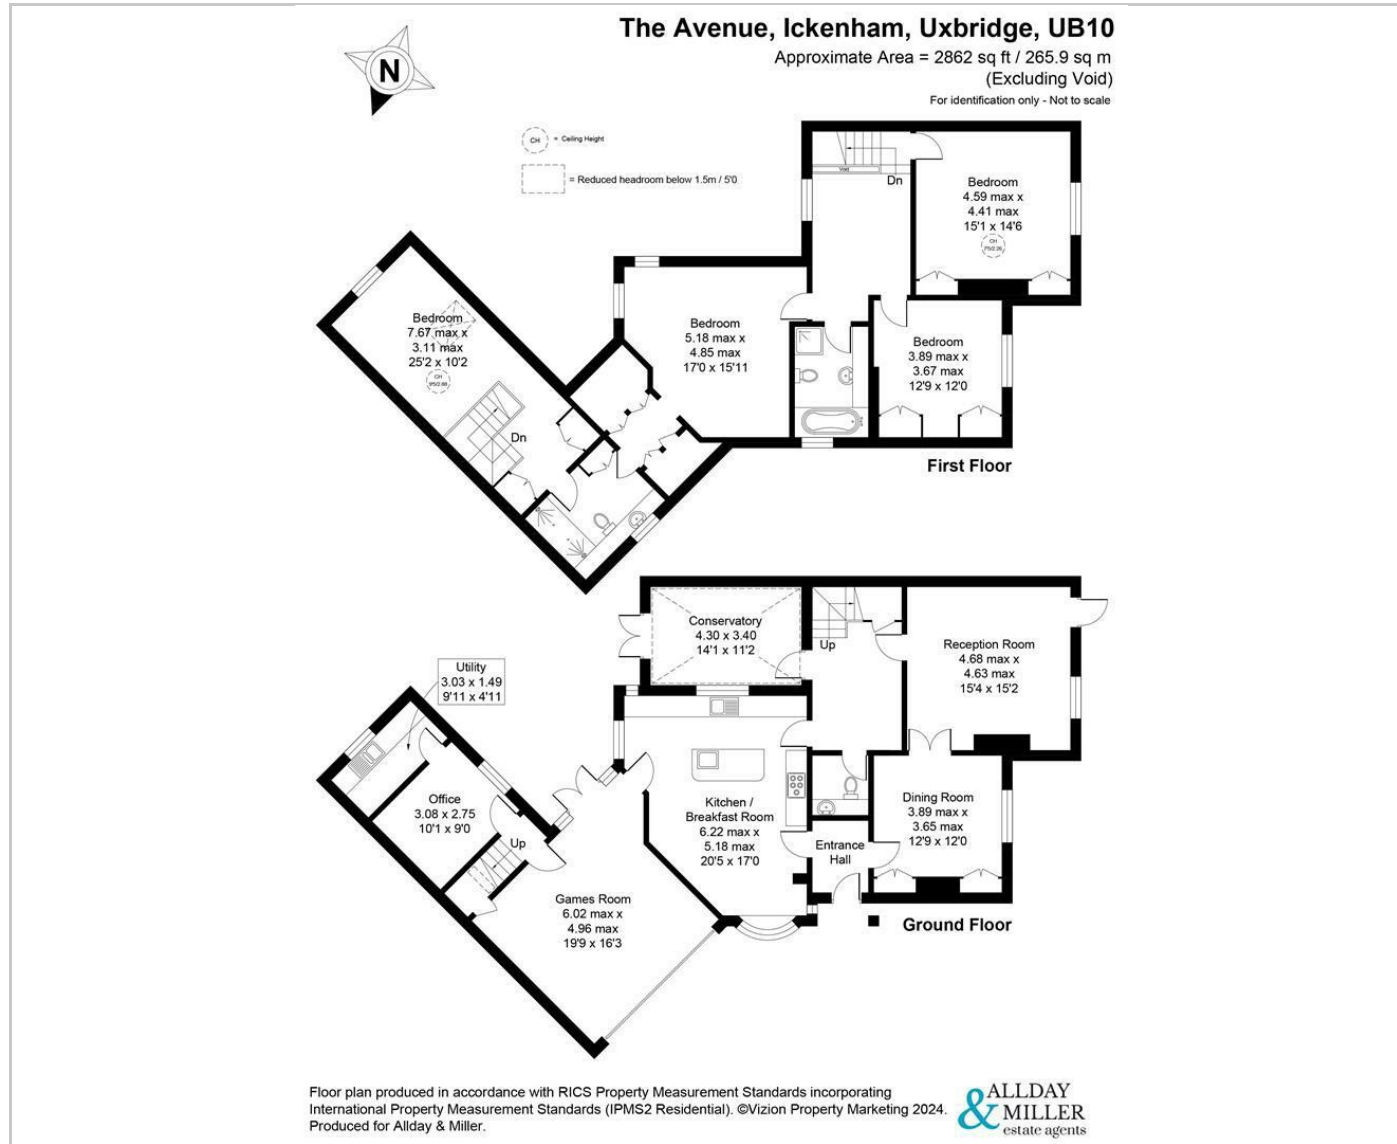 The Avenue, Ickenham, Uxbridge, UB10
Approximate Area = 2862 sq ft / 265.9 sq m
(Excluding Void)
For identification only - Not to scale
N
CH
= Ceiling Height
= Reduced headroom below 1.5m / 5'0
Void
Dn
Bedroom
4.59 max x
4.41 max
15'1 x 14'6
CH
Bedroom
7.67 max x
3.11 max
25'2 x 10'2
CH
Dn
Bedroom
5.18 max x
4.85 max
17'0 x 15'11
Bedroom
3.89 max x
3.67 max
12'9 x 12'0
First Floor
Conservatory
4.30 x 3.40
14'1 x 11'2
Up
Reception Room
4.68 max x
4.63 max
15'4 x 15'2
Utility
3.03 x 1.49
9'11 x 4'11
Office
3.08 x 2.75
10'1 x 9'0
Up
Kitchen /
Breakfast Room
6.22 max x
5.18 max
20'5 x 17'0
Entrance
Hall
Dining Room
3.89 max x
3.65 max
12'9 x 12'0
Games Room
6.02 max x
4.96 max
19'9 x 16'3
Ground Floor
Floor plan produced in accordance with RICS Property Measurement Standards incorporating
International Property Measurement Standards (IPMS2 Residential). ©Vizion Property Marketing 2024.
Produced for Allday & Miller.
ALLDAY
& MILLER
estate agents